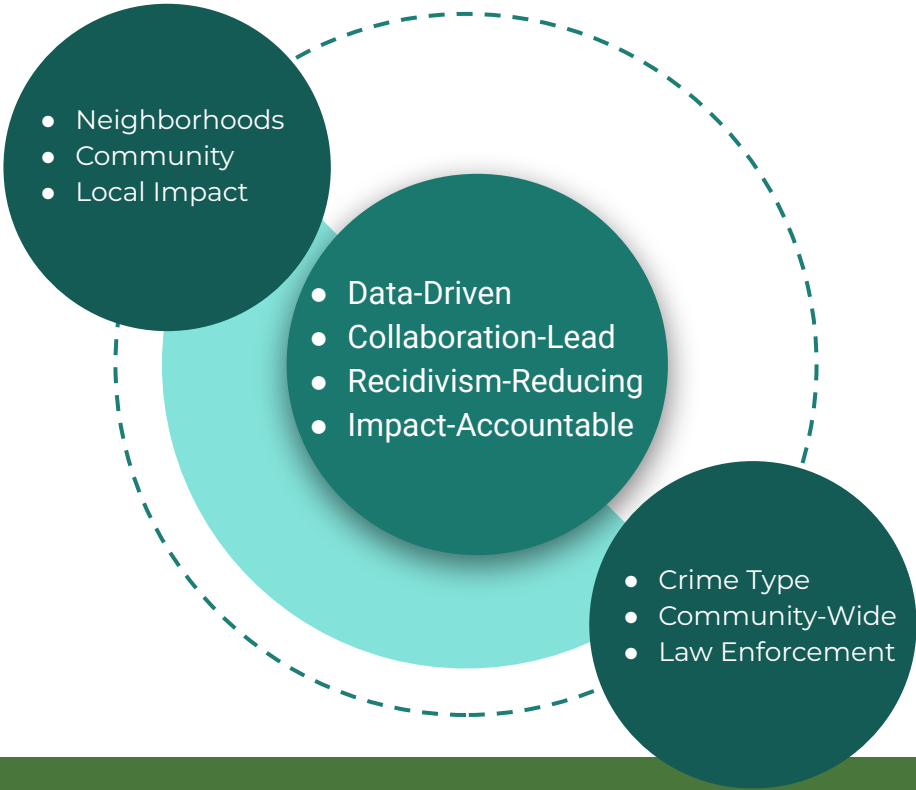 ● Neighborhoods
● Community
● Local Impact
● Data-Driven
● Collaboration-Lead
● Recidivism-Reducing
● Impact-Accountable
● Crime Type
● Community-Wide
● Law Enforcement